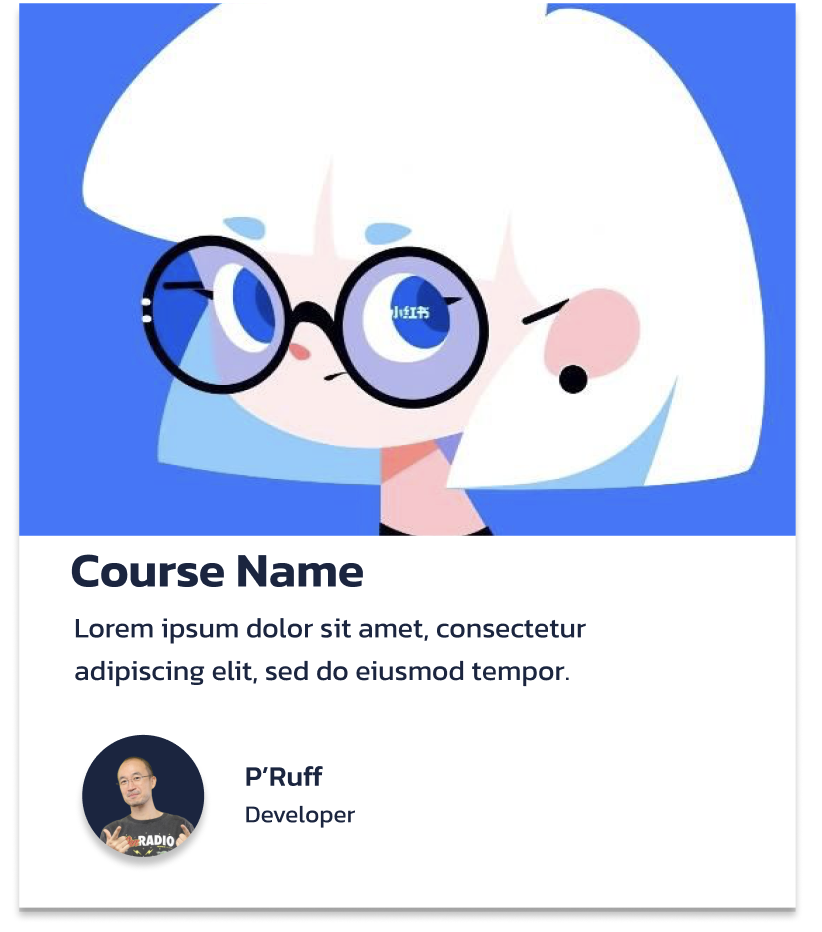 小红书
Course Name
Lorem ipsum dolor sit amet, consectetur
adipiscing elit, sed do eiusmod tempor.
P’Ruff
Developer
RADIO